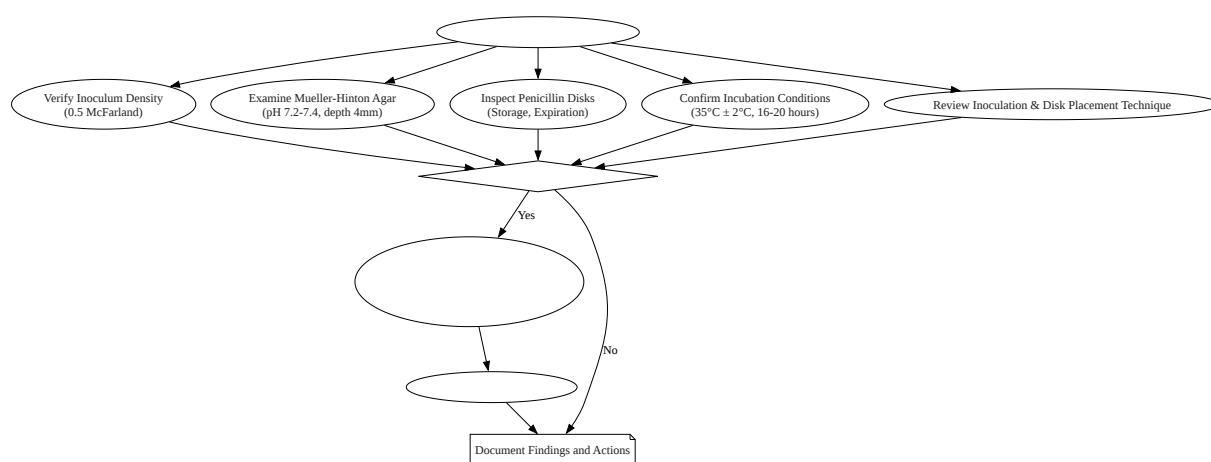 Verify Inoculum Density
(0.5 McFarland)
Examine Mueller-Hinton Agar
(pH 7.2-7.4, depth 4mm)
Inspect Penicillin Disks
(Storage, Expiration)
Confirm Incubation Conditions
(35°C ± 2°C, 16-20 hours)
Review Inoculation & Disk Placement Technique
Yes
No
Document Findings and Actions